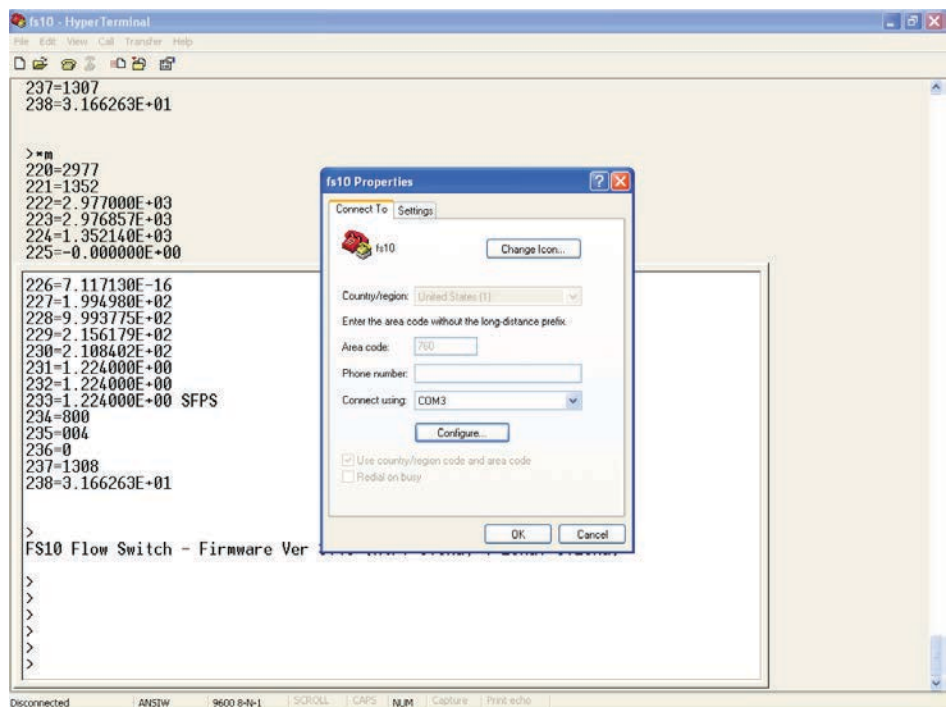 fs10 - HyperTerminal
File Edit View Call Transfer Help
237=1307
238=3.166263E+01
>*m
220=2977
221=1352
222=2.977000E+03
223=2.976857E+03
224=1.352140E+03
225=-0.000000E+00
226=7.117130E-16
227=1.994980E+02
228=9.993775E+02
229=2.156179E+02
230=2.108402E+02
231=1.224000E+00
232=1.224000E+00
233=1.224000E+00 SFPS
234=800
235=004
236=0
237=1308
238=3.166263E+01
>
FS10 Flow Switch - Firmware Ver
>
>
>
>
>
>
fs10 Properties
Connect To Settings
fs10
Change Icon...
Country/region: United States (1)
Enter the area code without the long-distance prefix.
Area code: 760
Phone number:
Connect using: COM3
Configure...
Use country/region code and area code
Redial on busy
OK Cancel
Disconnected ANSIW 9600 8-N-1 SCROLL CAPS NUM Capture Print echo